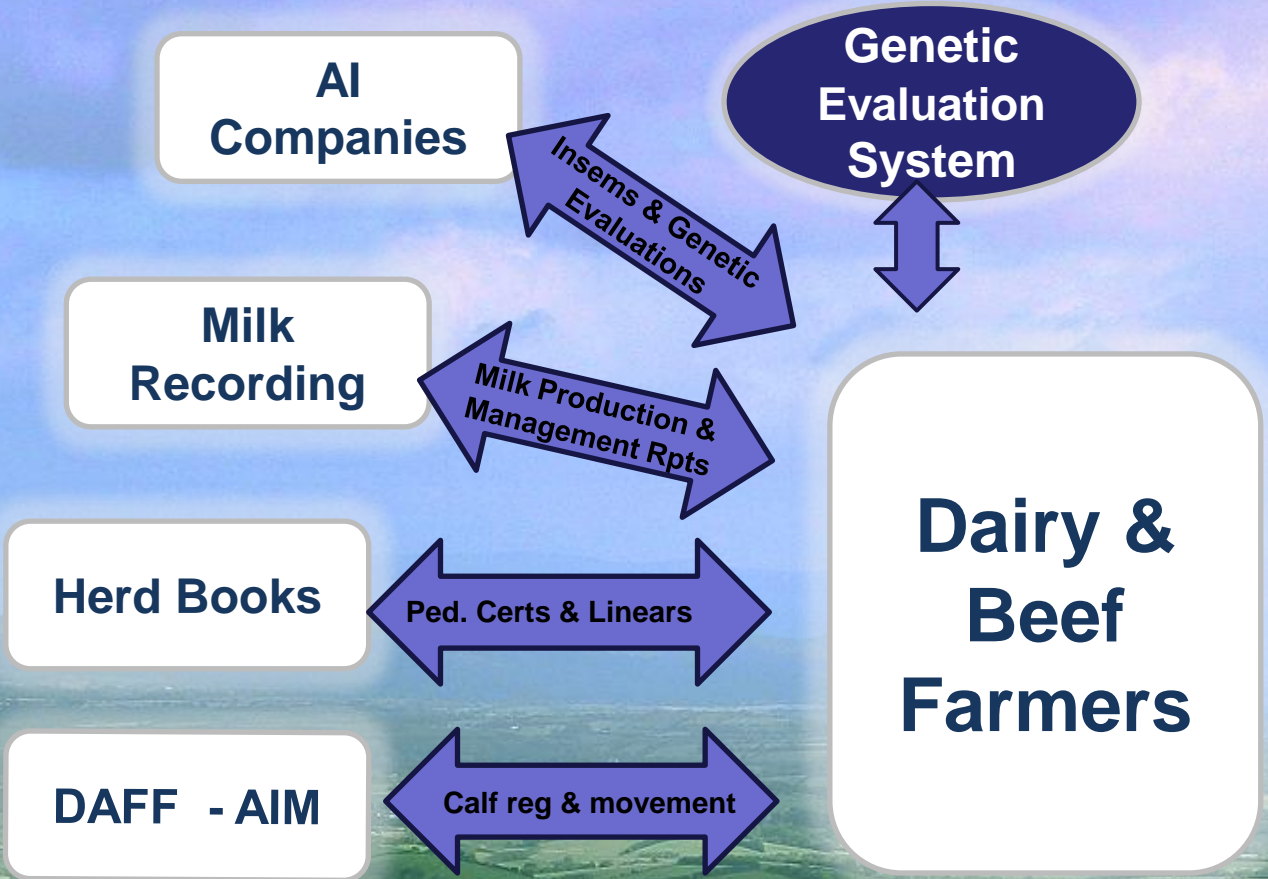 AI
Companies
Genetic
Evaluation
System
Insems & Genetic
Evaluations
Milk
Recording
Milk Production &
Management Rpts
Herd Books
Ped. Certs & Linears
Dairy &
Beef
Farmers
DAFF - AIM
Calf reg & movement